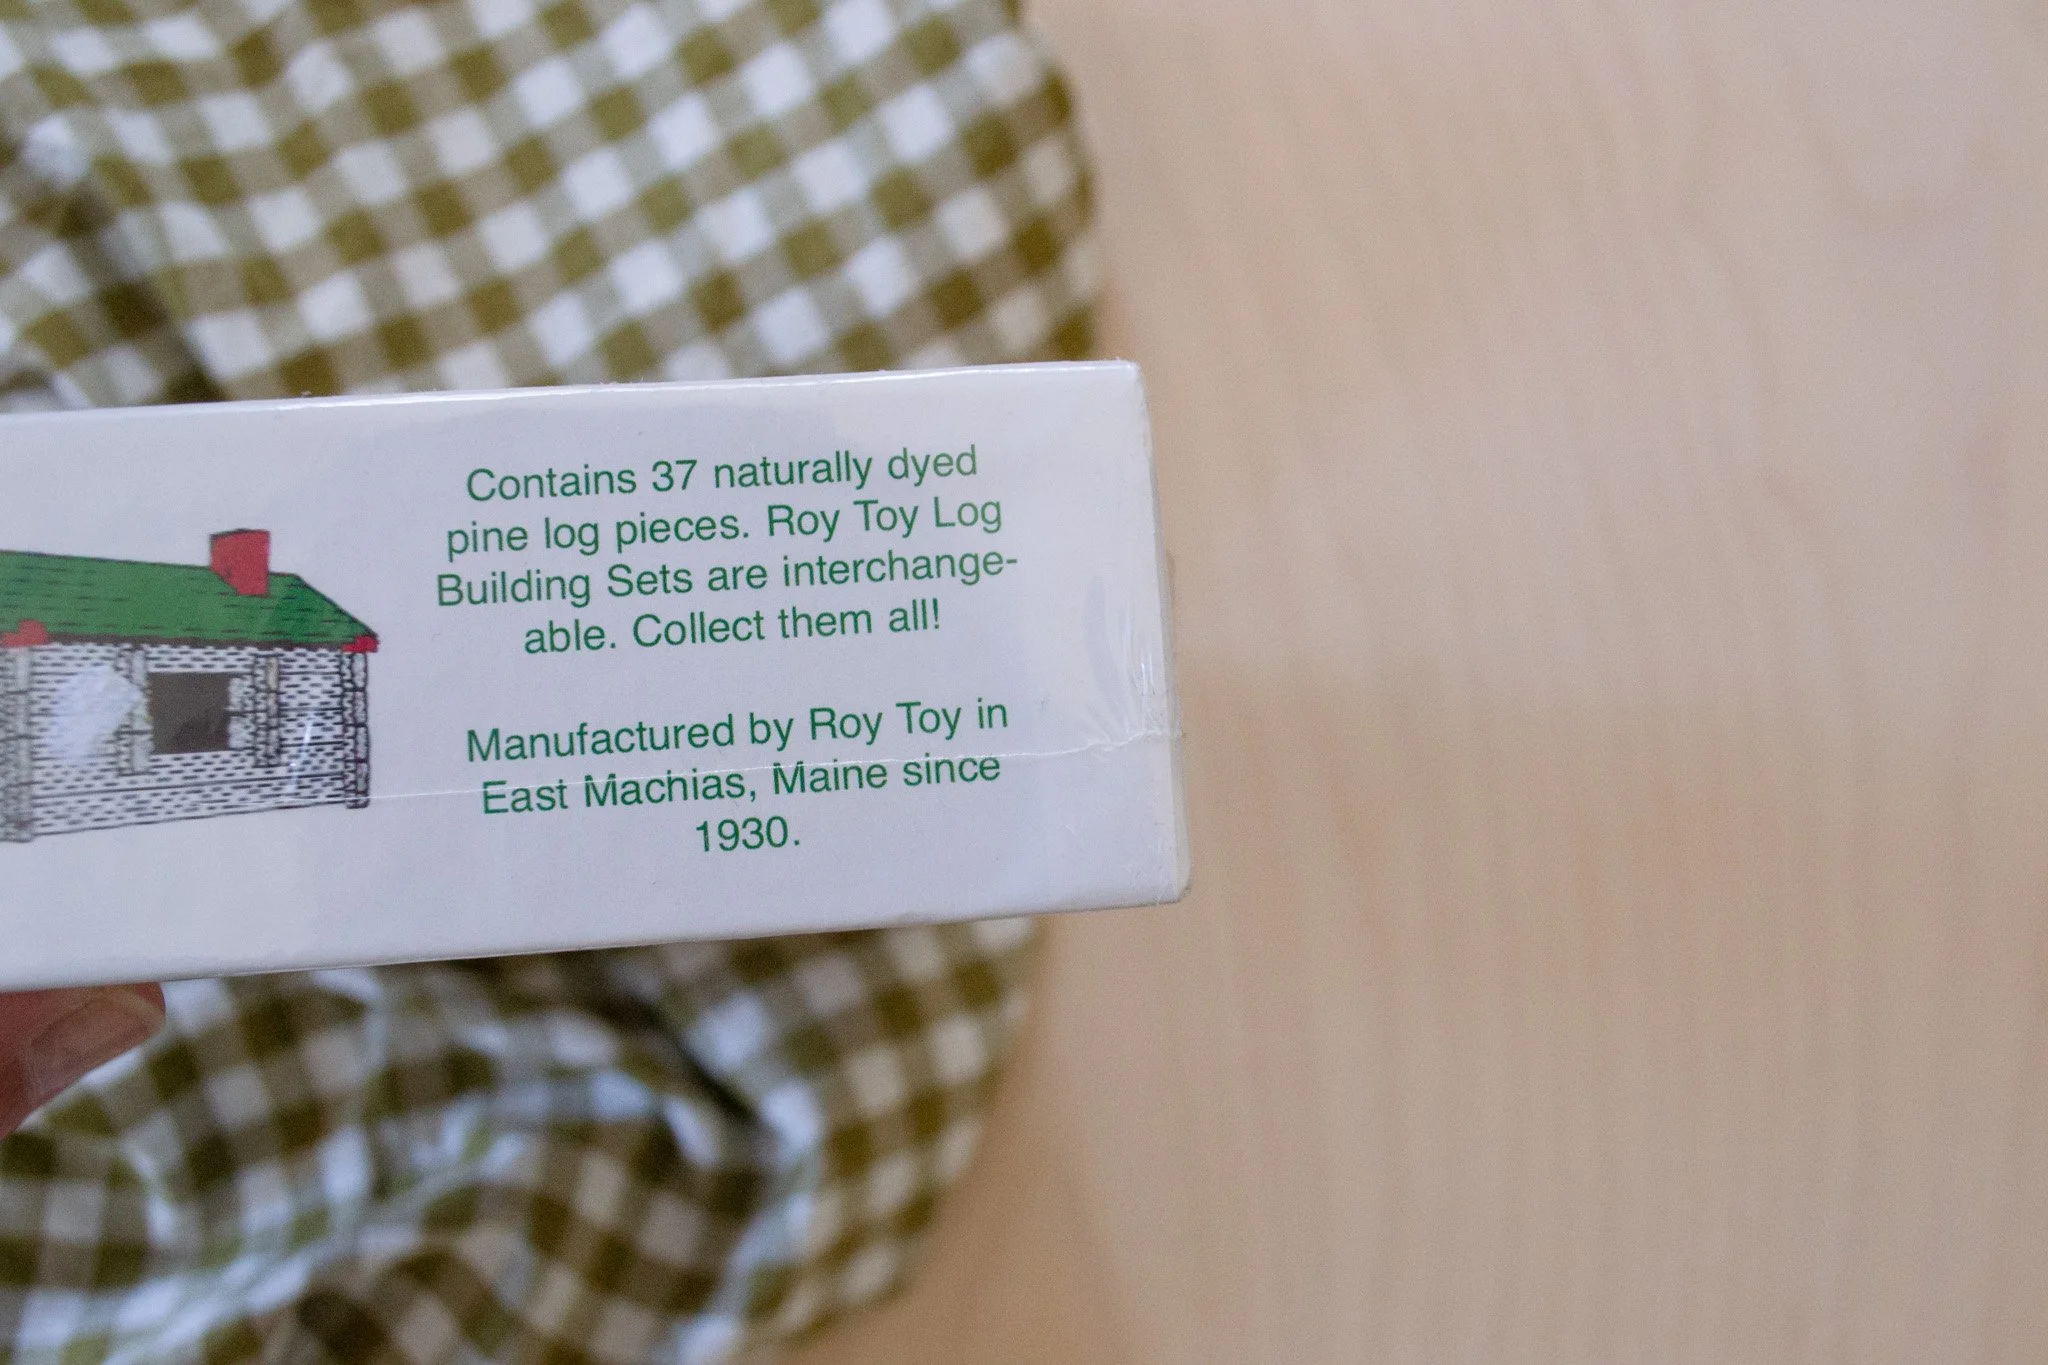 Contains 37 naturally dyed
pine log pieces. Roy Toy Log
Building Sets are interchange-
able. Collect them all!
Manufactured by Roy Toy in
East Machias, Maine since
1930.